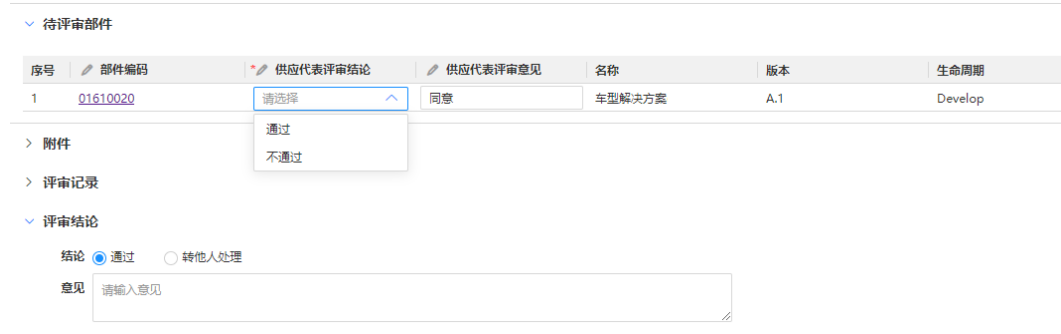 待评审部件
序号 部件编码 * 供应代表评审结论 供应代表评审意见 名称 版本 生命周期
1 01610020 请选择 同意 车型解决方案 A.1 Develop
通过
不通过
附件
评审记录
评审结论
结论 通过 转他人处理
意见 请输入意见